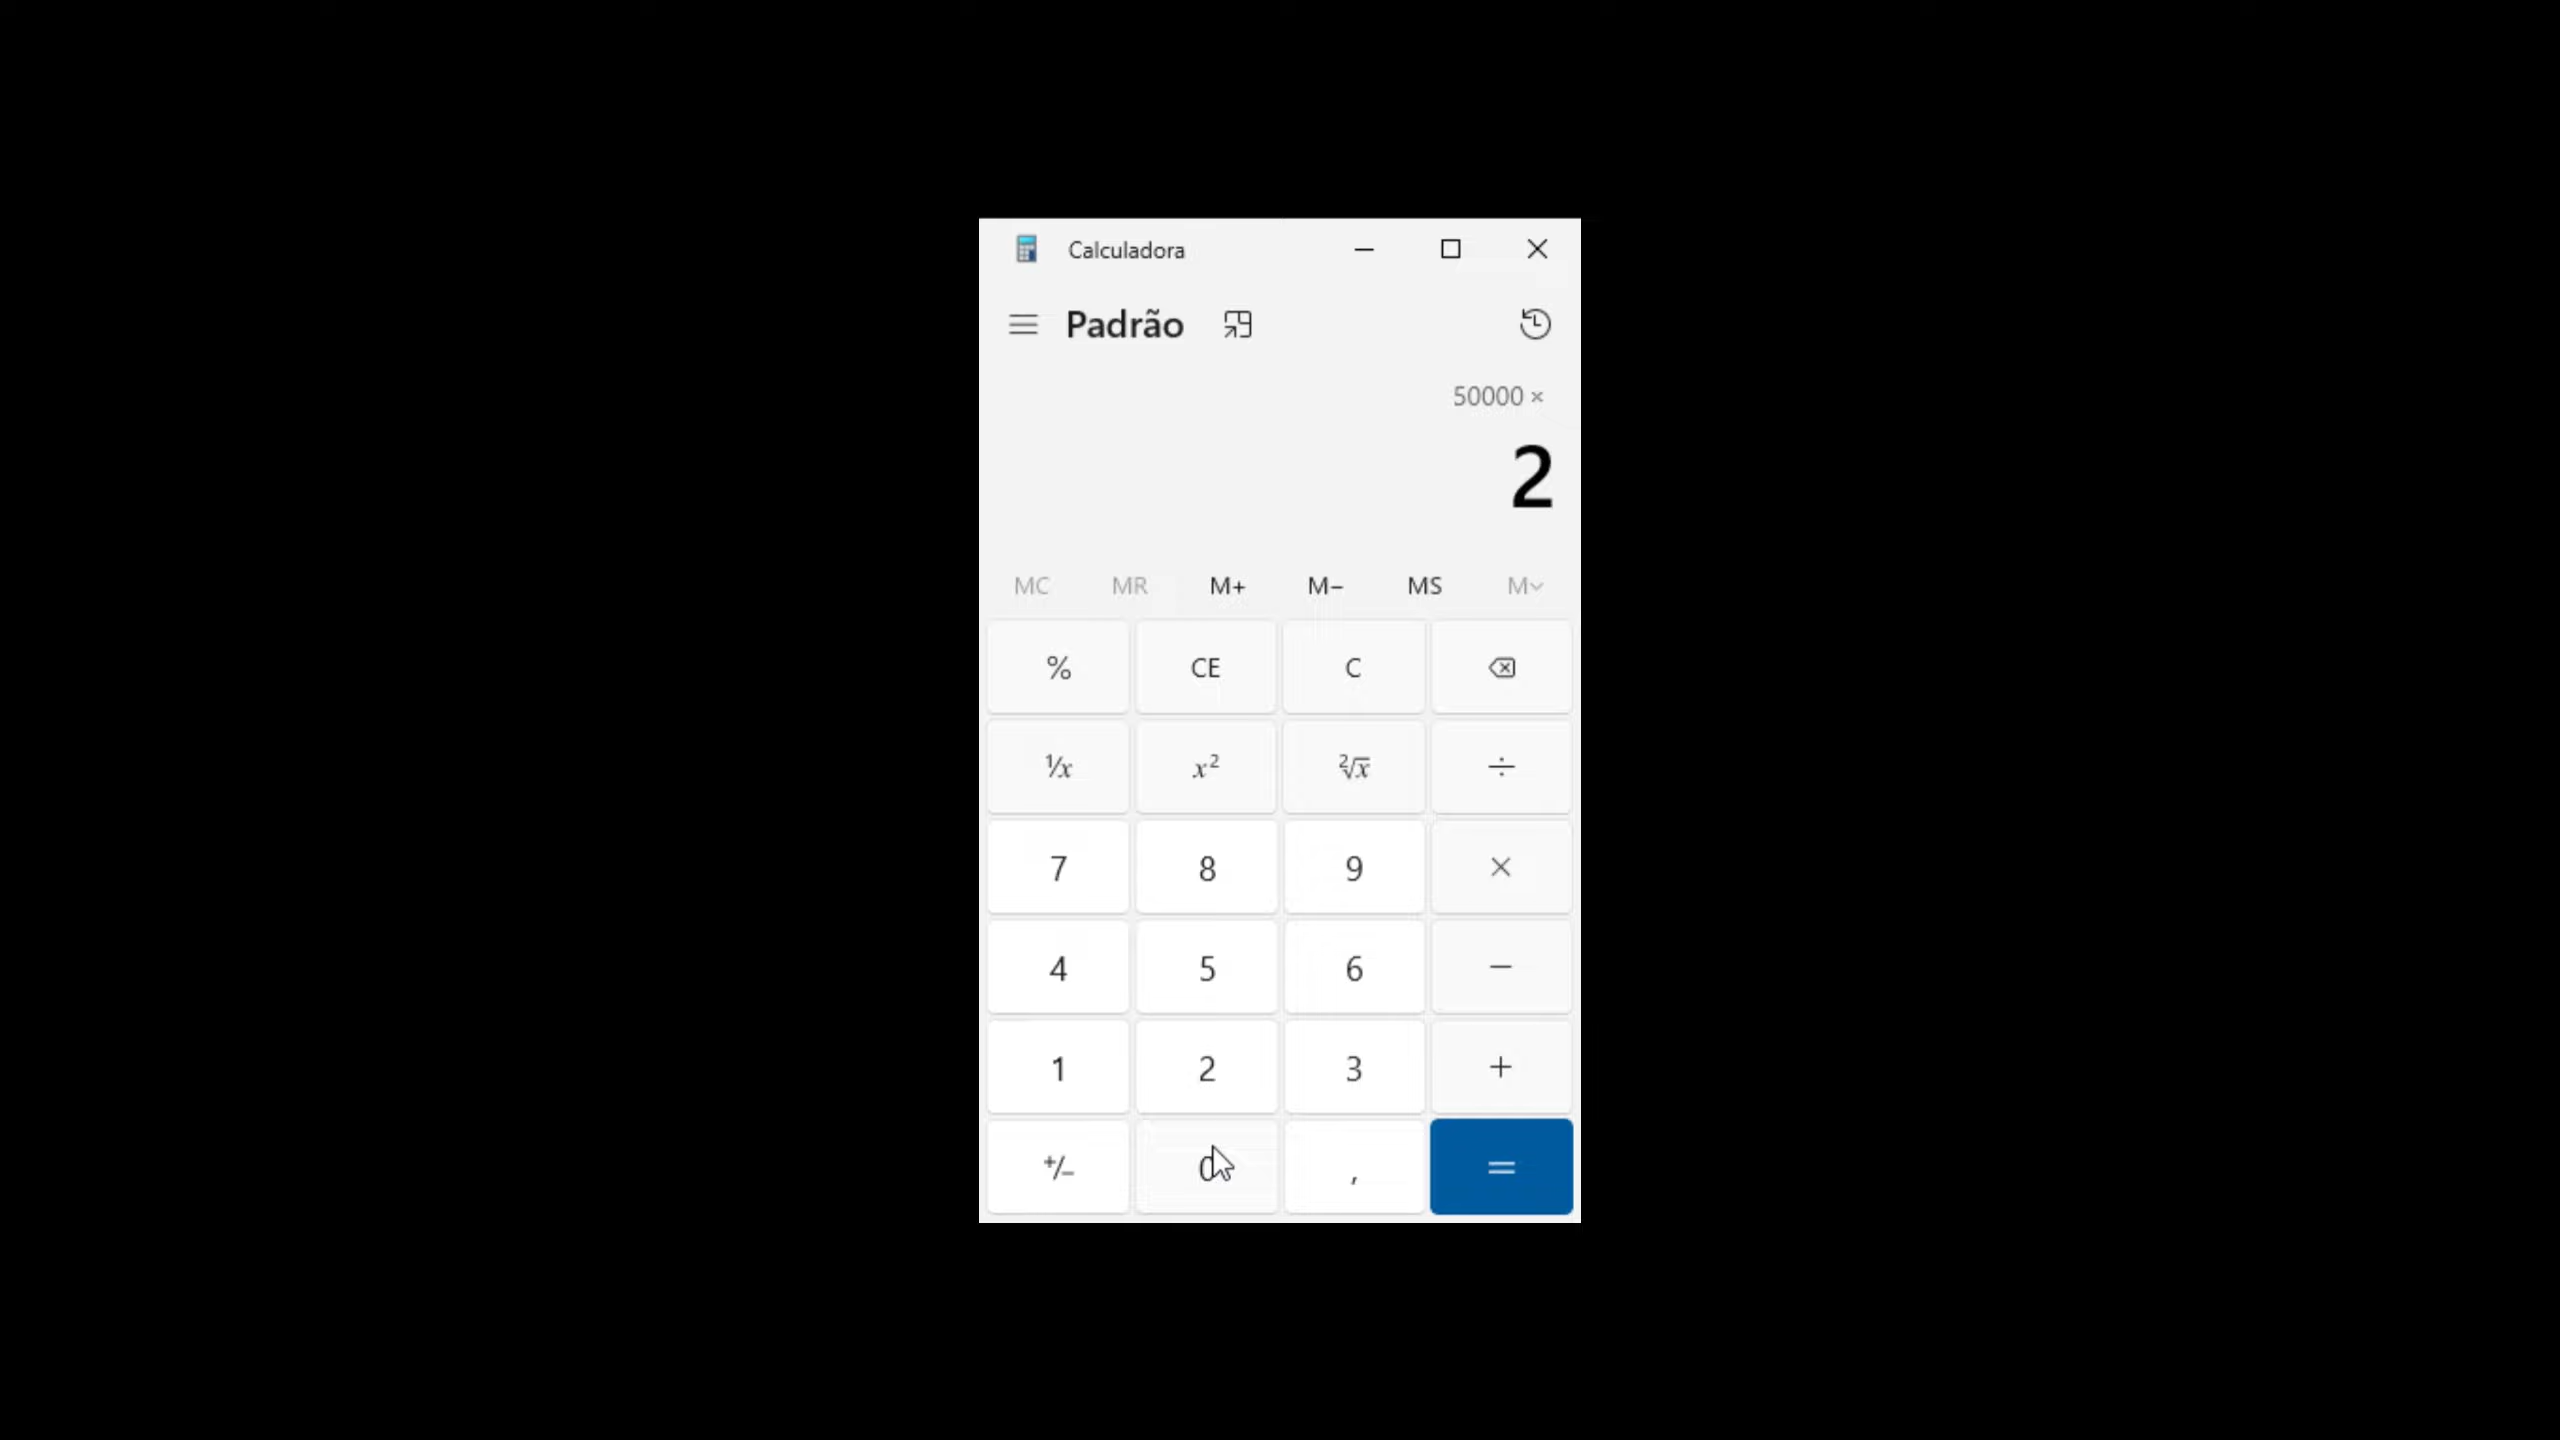 Calculadora
Padrão
50000 ×
2
MC MR M+ M− MS M
% CE C
¹/x x² ²√x ÷
7 8 9 ×
4 5 6 −
1 2 3 +
+/− 0 , =